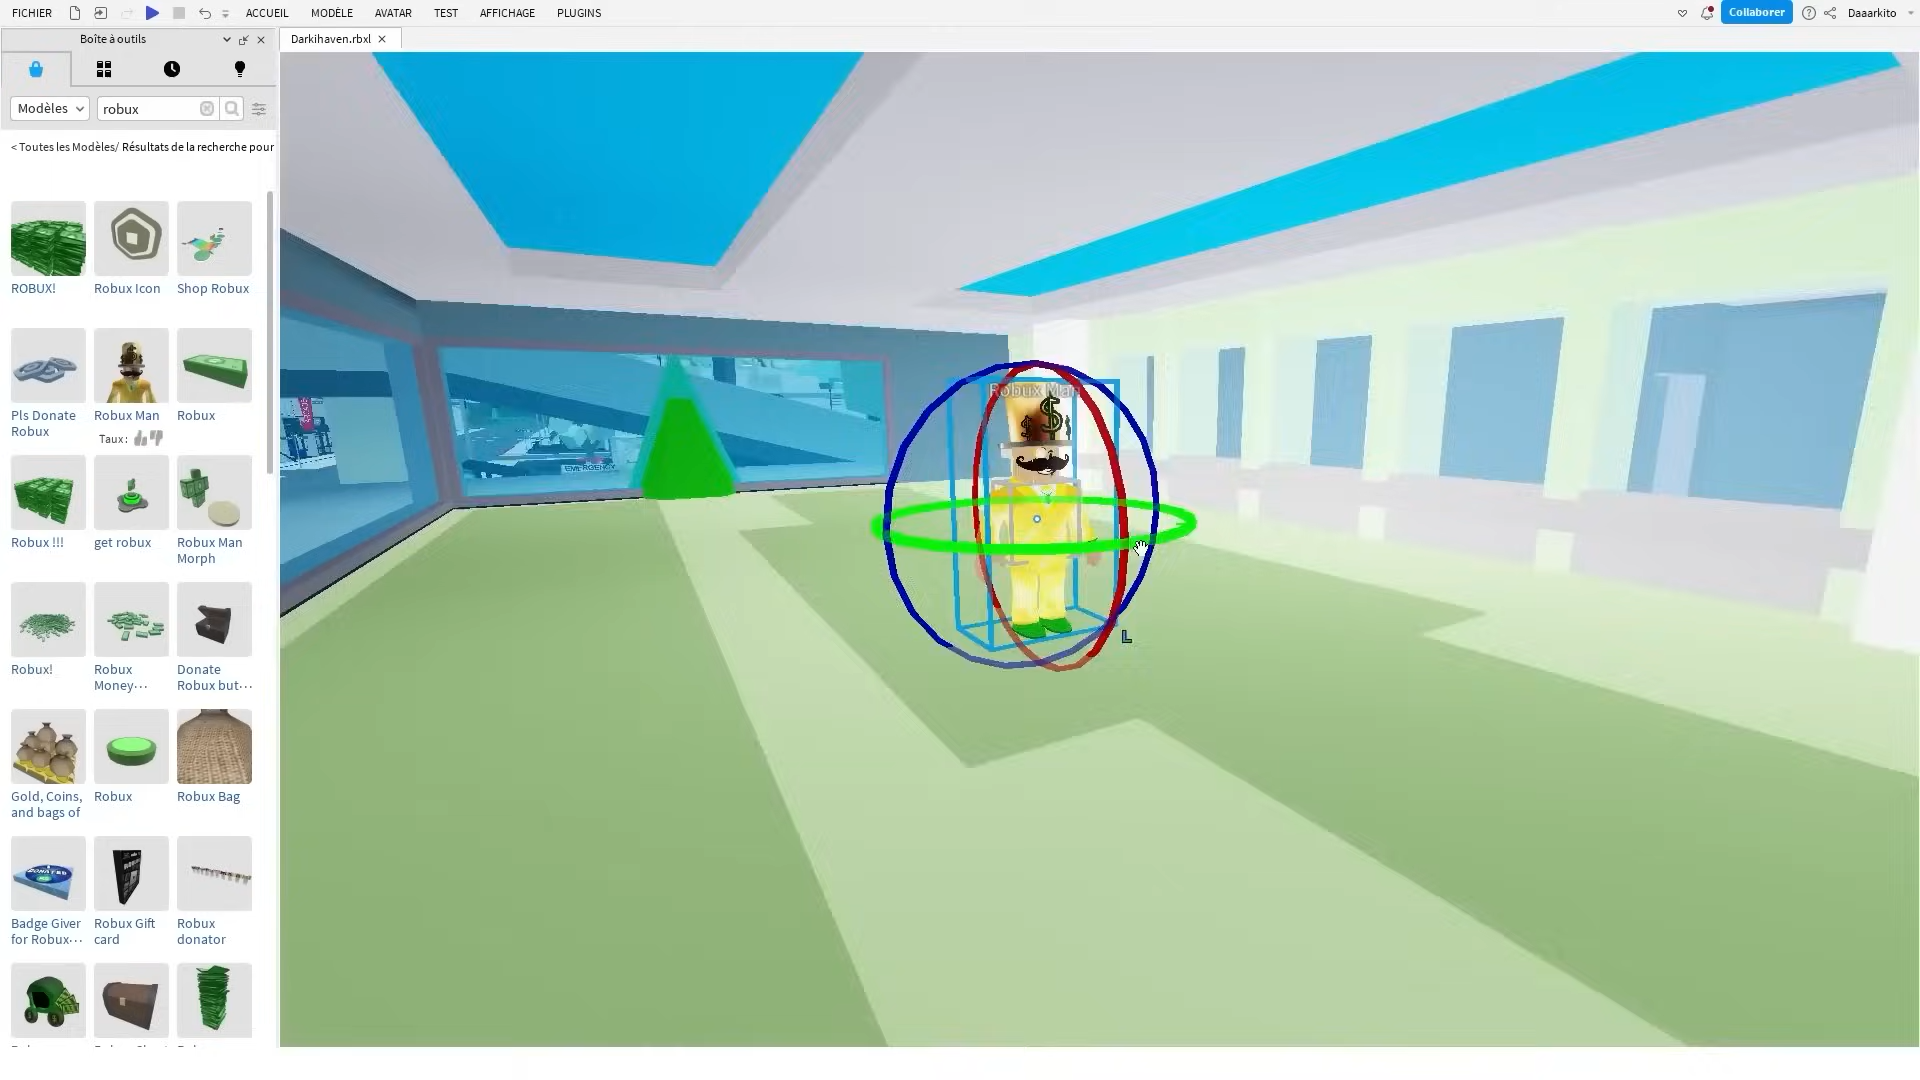 FICHIER
ACCUEIL
MODÈLE
AVATAR
TEST
AFFICHAGE
PLUGINS
Collaborer
Daaarkito
Boîte à outils
Darkihaven.rbxl
Modèles
robux
< Toutes les Modèles/ Résultats de la recherche pour
ROBUX!
Robux Icon
Shop Robux
Pls Donate
Robux
Robux Man
Robux
Taux :
Robux !!!
get robux
Robux Man
Morph
Robux!
Robux
Money···
Donate
Robux but···
Gold, Coins,
and bags of
Robux
Robux Bag
Badge Giver
for Robux···
Robux Gift
card
Robux
donator
Robux Man
EMERGENCY
L